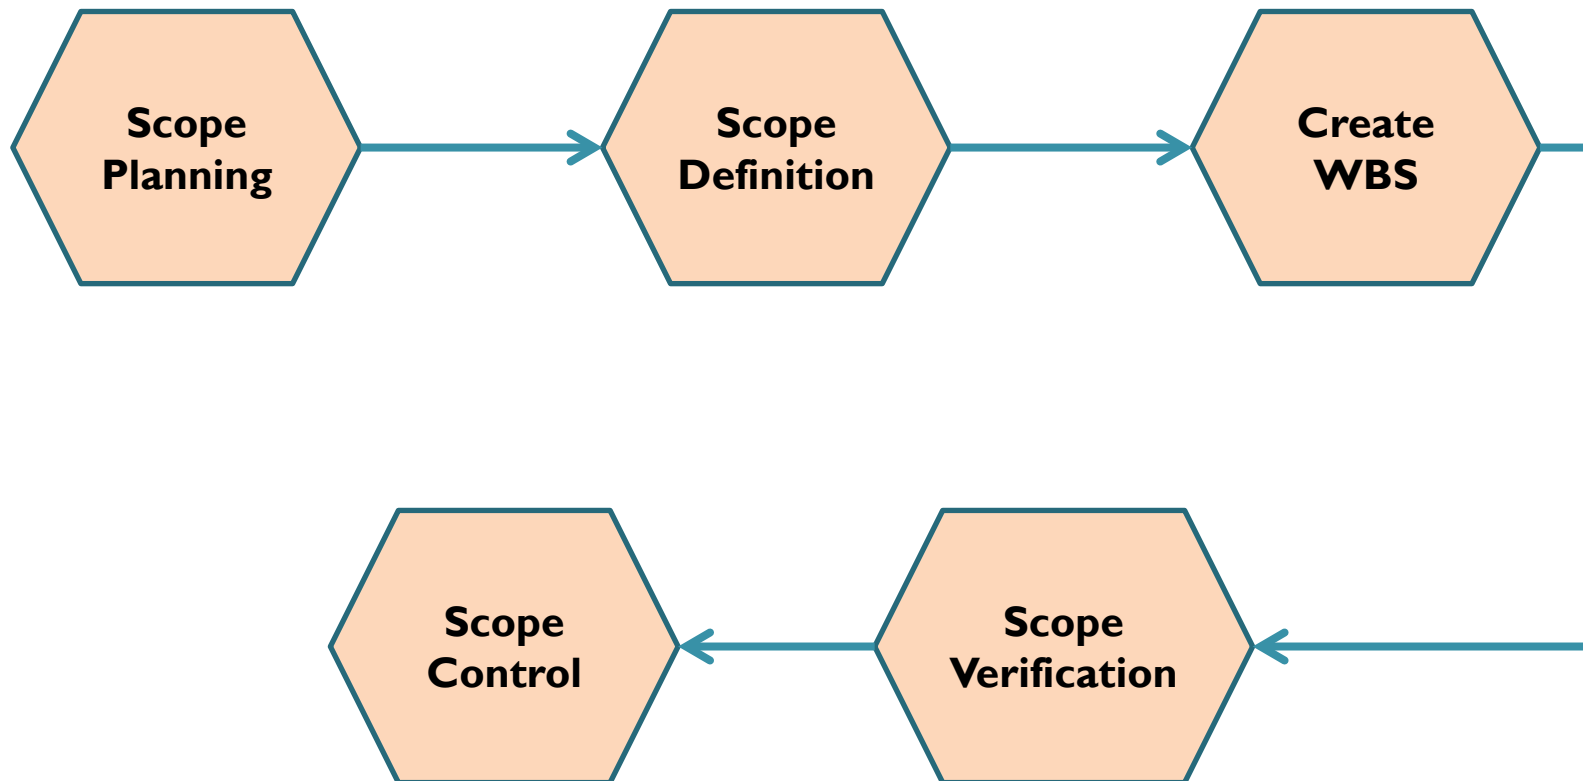 Scope
Planning
Scope
Definition
Create
WBS
Scope
Verification
Scope
Control